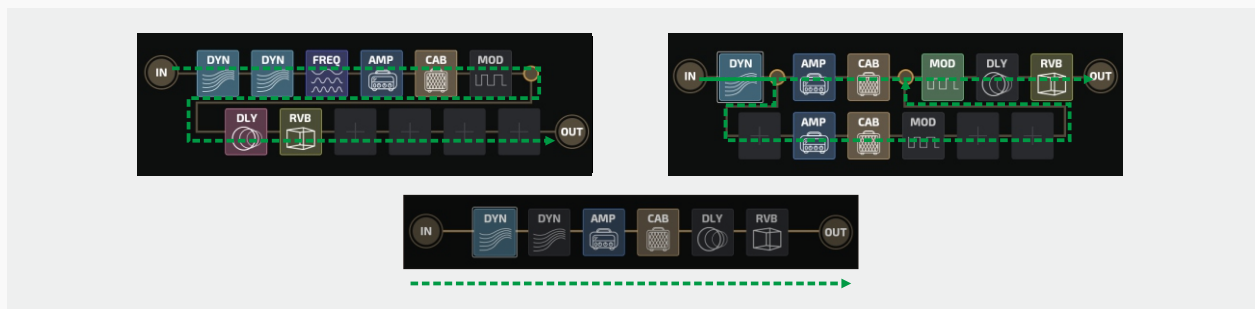 DYN DYN FREQ AMP CAB MOD
IN
DLY RVB
OUT
DYN AMP CAB MOD DLY RVB
IN OUT
AMP CAB MOD
DYN DYN AMP CAB DLY RVB
IN OUT